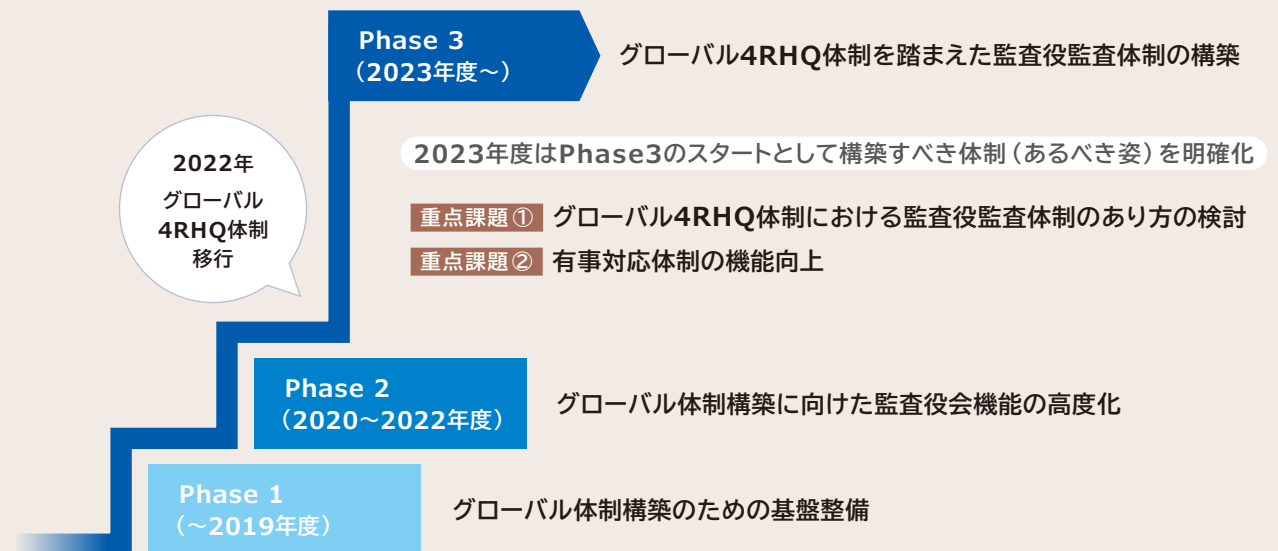 Phase 3
（2023年度～）
グローバル4RHQ体制を踏まえた監査役監査体制の構築
2022年
グローバル
4RHQ体制
移行
2023年度はPhase3のスタートとして構築すべき体制（あるべき姿）を明確化
重点課題① グローバル4RHQ体制における監査役監査体制のあり方の検討
重点課題② 有事対応体制の機能向上
Phase 2
（2020～2022年度）
グローバル体制構築に向けた監査役会機能の高度化
Phase 1
（～2019年度）
グローバル体制構築のための基盤整備